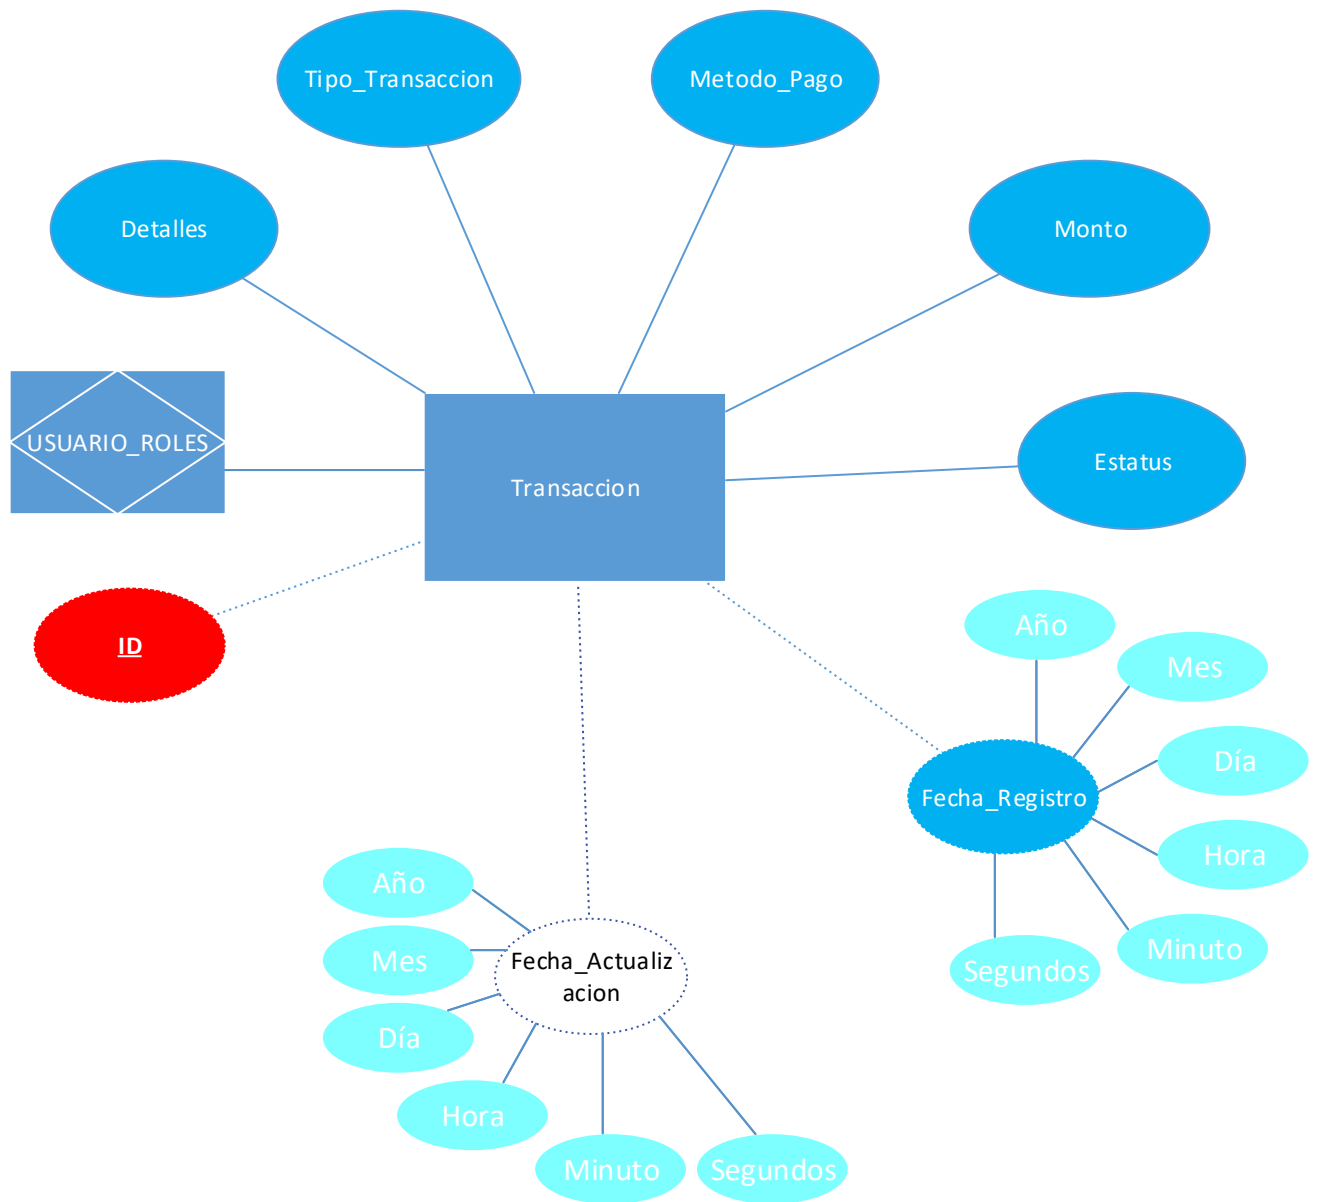 Tipo_Transaccion
Metodo_Pago
Detalles
Monto
USUARIO_ROLES
Transaccion
Estatus
ID
Año
Mes
Día
Fecha_Registro
Hora
Minuto
Segundos
Año
Mes
Fecha_Actualiz
acion
Día
Hora
Minuto
Segundos